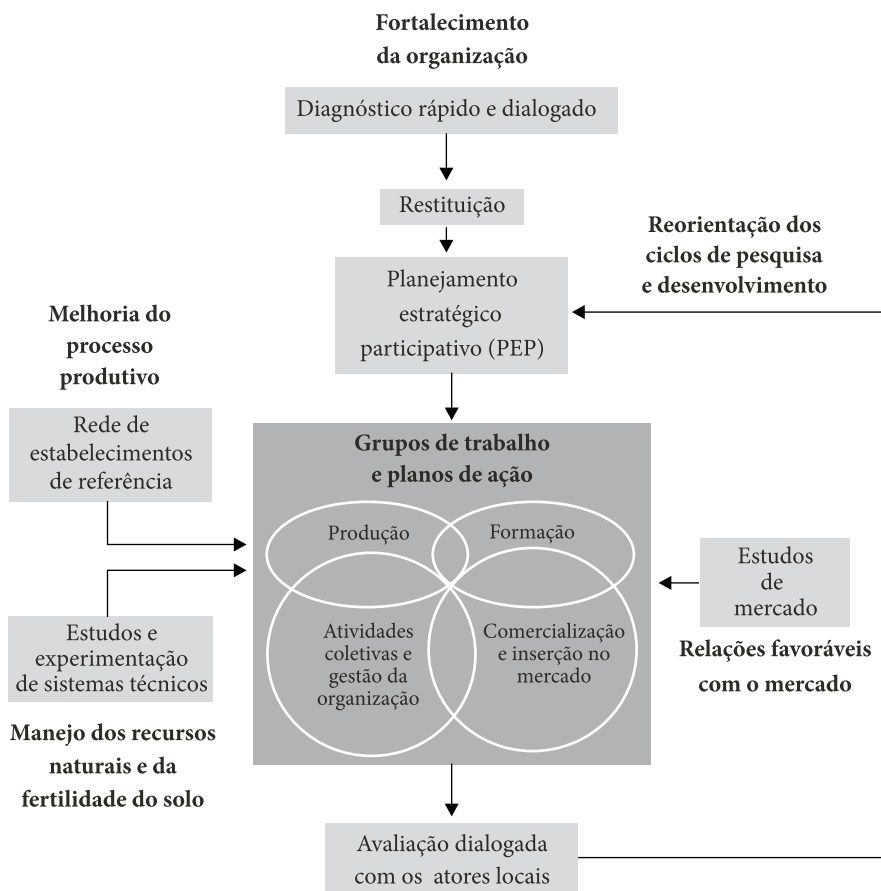 Fortalecimento
da organização
Diagnóstico rápido e dialogado
Restituição
Reorientação dos
ciclos de pesquisa
e desenvolvimento
Planejamento
estratégico
participativo (PEP)
Melhoria do
processo
produtivo
Rede de
estabelecimentos
de referência
Grupos de trabalho
e planos de ação
Produção
Formação
Estudos
de
mercado
Estudos e
experimentação
de sistemas técnicos
Atividades
coletivas e
gestão da
organização
Comercialização
e inserção no
mercado
Relações favoráveis
com o mercado
Manejo dos recursos
naturais e da
fertilidade do solo
Avaliação dialogada
com os atores locais